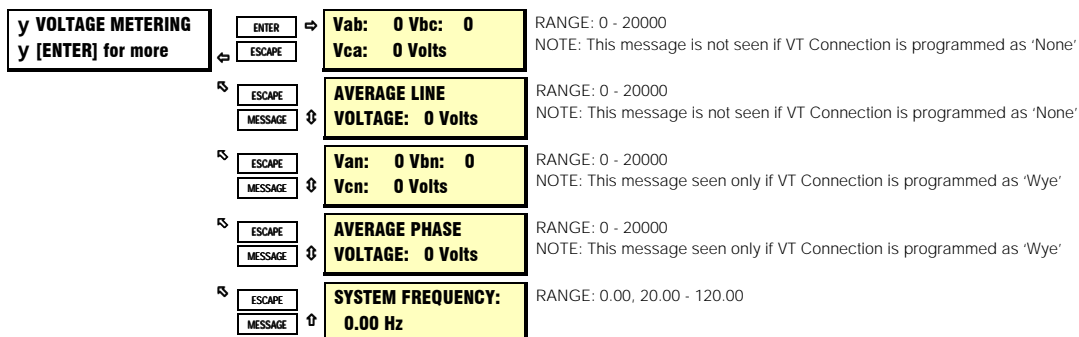 y VOLTAGE METERING
y [ENTER] for more
ENTER ⇨
ESCAPE
⇦
Vab: 0 Vbc: 0
Vca: 0 Volts
RANGE: 0 - 20000
NOTE: This message is not seen if VT Connection is programmed as ‘None’
ESCAPE
MESSAGE ⇕
AVERAGE LINE
VOLTAGE: 0 Volts
RANGE: 0 - 20000
NOTE: This message is not seen if VT Connection is programmed as ‘None’
ESCAPE
MESSAGE ⇕
Van: 0 Vbn: 0
Vcn: 0 Volts
RANGE: 0 - 20000
NOTE: This message seen only if VT Connection is programmed as ‘Wye’
ESCAPE
MESSAGE ⇕
AVERAGE PHASE
VOLTAGE: 0 Volts
RANGE: 0 - 20000
NOTE: This message seen only if VT Connection is programmed as ‘Wye’
ESCAPE
MESSAGE ⇧
SYSTEM FREQUENCY:
0.00 Hz
RANGE: 0.00, 20.00 - 120.00